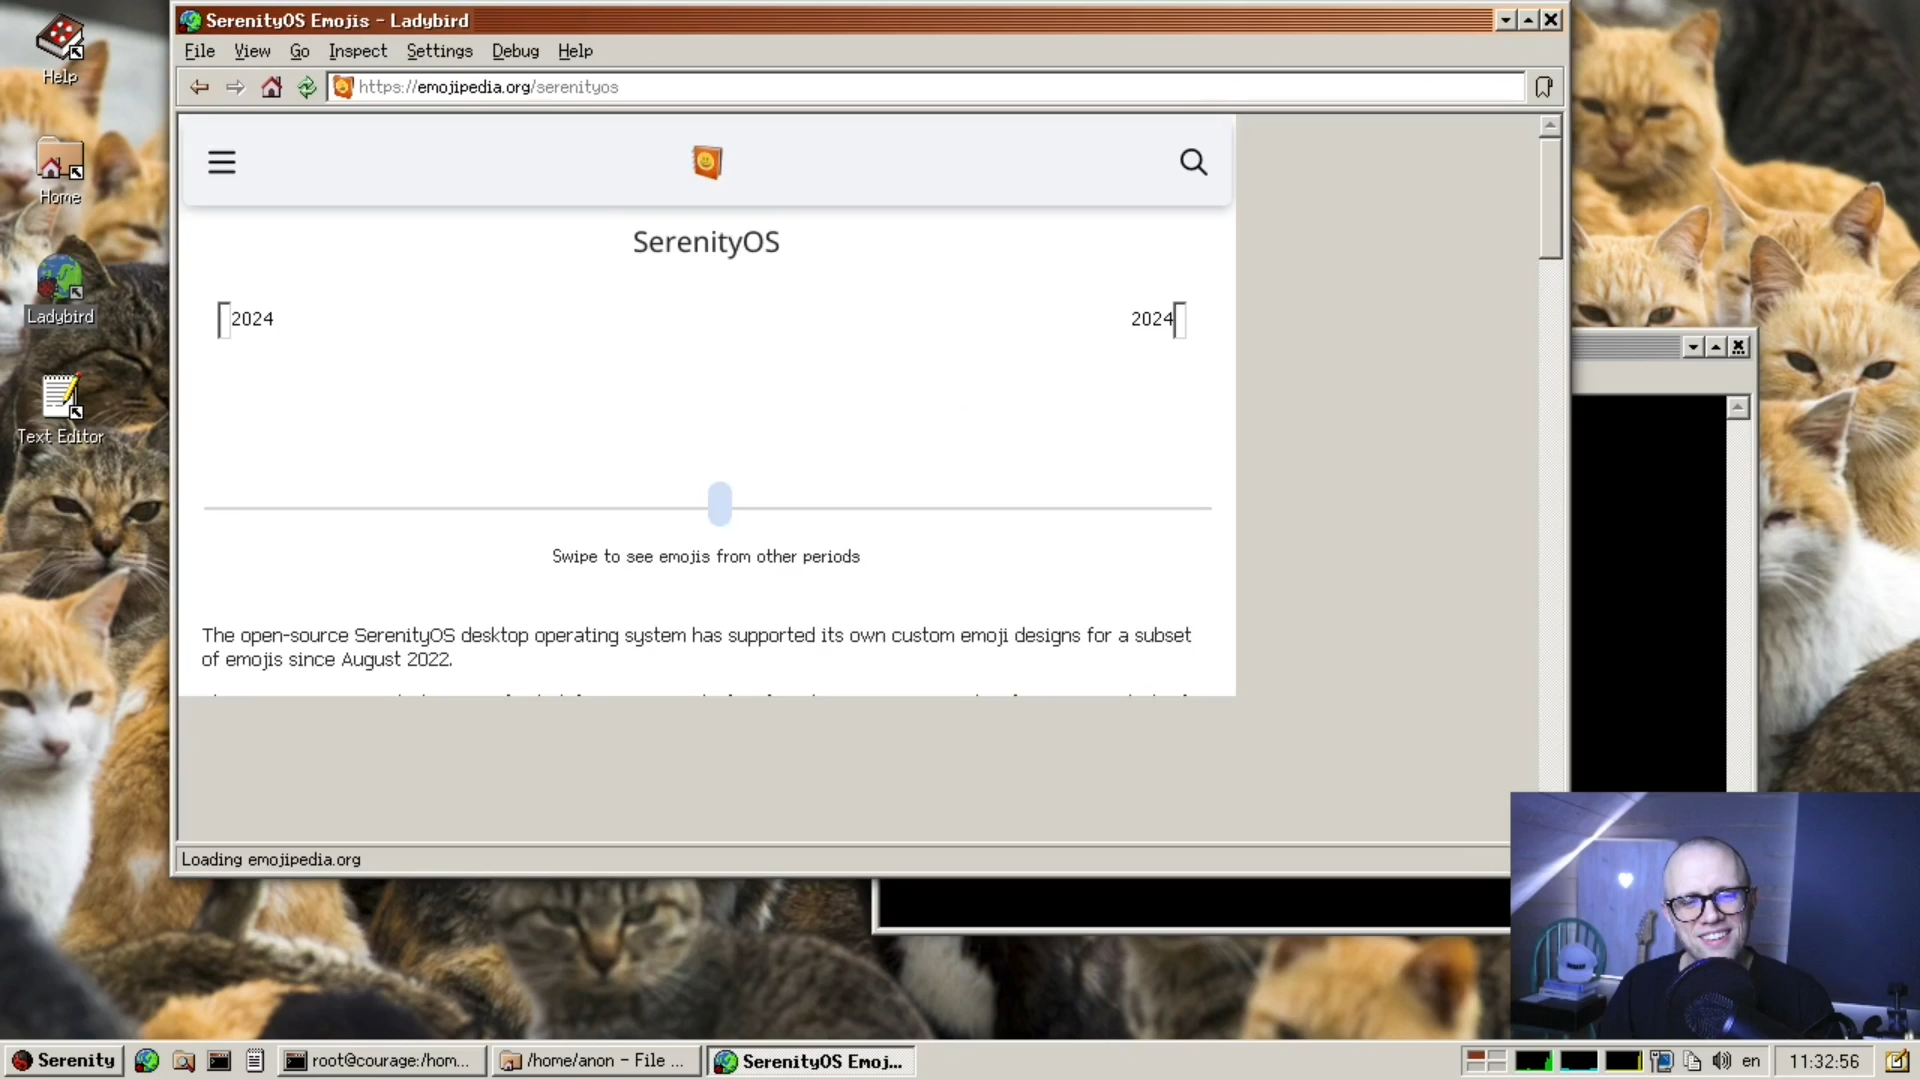 SerenityOS Emojis - Ladybird
File View Go Inspect Settings Debug Help
https://emojipedia.org/serenityos
Help
Home
Ladybird
Text Editor
SerenityOS
2024 2024
Swipe to see emojis from other periods
The open-source SerenityOS desktop operating system has supported its own custom emoji designs for a subset
of emojis since August 2022.
Loading emojipedia.org
Serenity root@courage:/hom... /home/anon - File ... SerenityOS Emoj... en 11:32:56